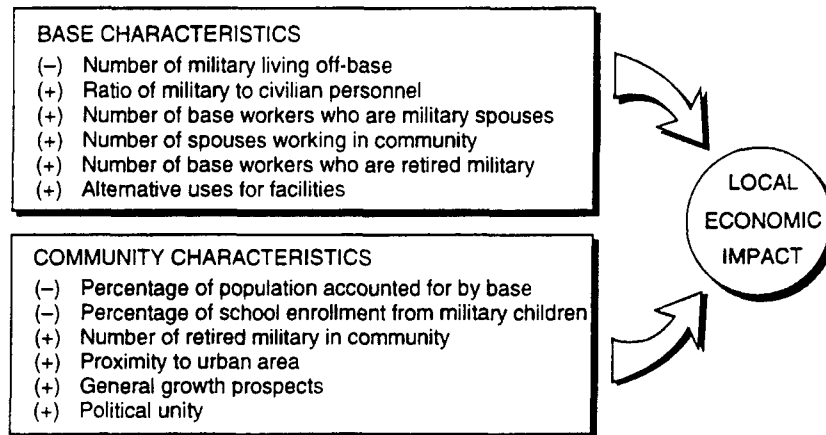 BASE CHARACTERISTICS
(–) Number of military living off-base
(+) Ratio of military to civilian personnel
(+) Number of base workers who are military spouses
(+) Number of spouses working in community
(+) Number of base workers who are retired military
(+) Alternative uses for facilities
COMMUNITY CHARACTERISTICS
(–) Percentage of population accounted for by base
(–) Percentage of school enrollment from military children
(+) Number of retired military in community
(+) Proximity to urban area
(+) General growth prospects
(+) Political unity
LOCAL
ECONOMIC
IMPACT